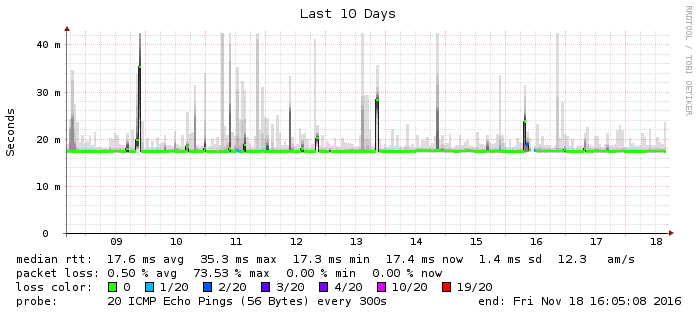 Last 10 Days
RRDTOOL / TOBI OETIKER
Seconds
40 m
30 m
20 m
10 m
0
09 10 11 12 13 14 15 16 17 18
median rtt: 17.6 ms avg 35.3 ms max 17.3 ms min 17.4 ms now 1.4 ms sd 12.3 am/s
packet loss: 0.50 % avg 73.53 % max 0.00 % min 0.00 % now
loss color: 0 1/20 2/20 3/20 4/20 10/20 19/20
probe: 20 ICMP Echo Pings (56 Bytes) every 300s end: Fri Nov 18 16:05:08 2016